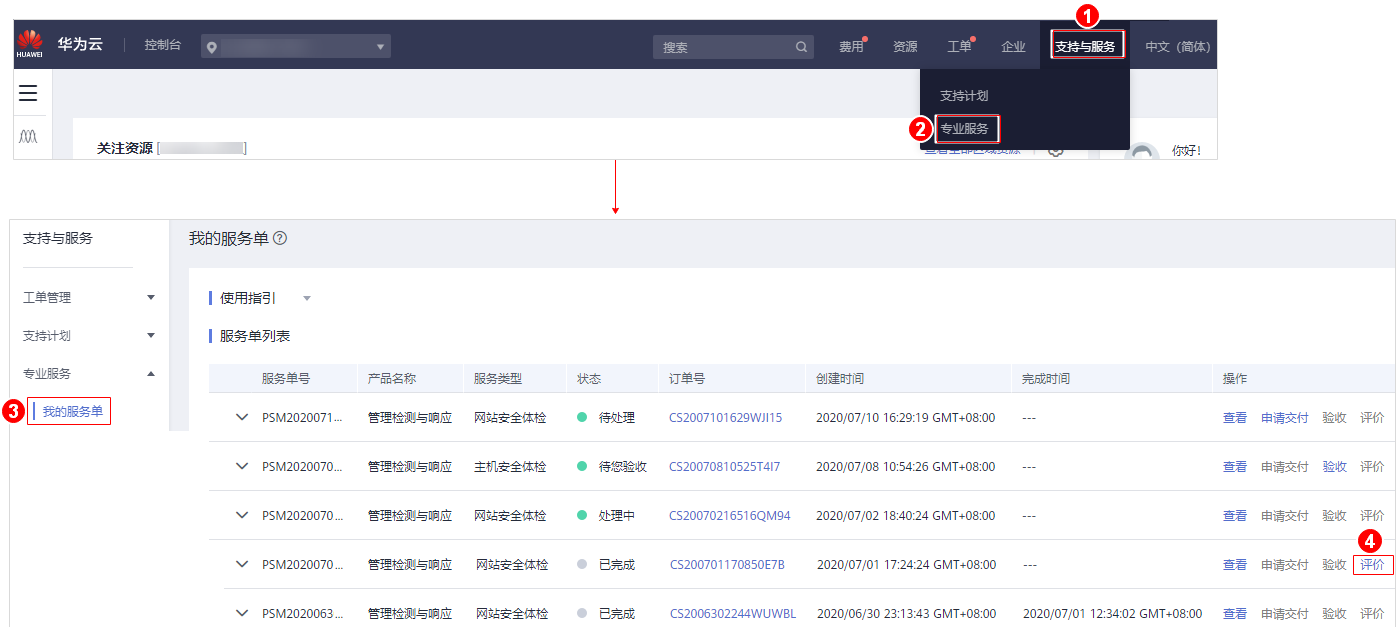 1
HUAWEI 华为云 控制台 搜索 费用 资源 工单 企业 支持与服务 中文（简体）
支持计划
2 专业服务
关注资源 [ ] 查看全部区域资源 你好!
支持与服务
我的服务单 ?
工单管理
支持计划
专业服务
3 我的服务单
使用指引
服务单列表
服务单号 产品名称 服务类型 状态 订单号 创建时间 完成时间 操作
PSM2020071... 管理检测与响应 网站安全体检 待处理 CS2007101629WJI15 2020/07/10 16:29:19 GMT+08:00 --- 查看 申请交付 验收 评价
PSM2020070... 管理检测与响应 主机安全体检 待您验收 CS20070810525T4I7 2020/07/08 10:54:26 GMT+08:00 --- 查看 申请交付 验收 评价
PSM2020070... 管理检测与响应 网站安全体检 处理中 CS20070216516QM94 2020/07/02 18:40:24 GMT+08:00 --- 查看 申请交付 验收 评价
4
PSM2020070... 管理检测与响应 网站安全体检 已完成 CS200701170850E7B 2020/07/01 17:24:24 GMT+08:00 --- 查看 申请交付 验收 评价
PSM2020063... 管理检测与响应 网站安全体检 已完成 CS2006302244WUWBL 2020/06/30 23:13:43 GMT+08:00 2020/07/01 12:34:02 GMT+08:00 查看 申请交付 验收 评价